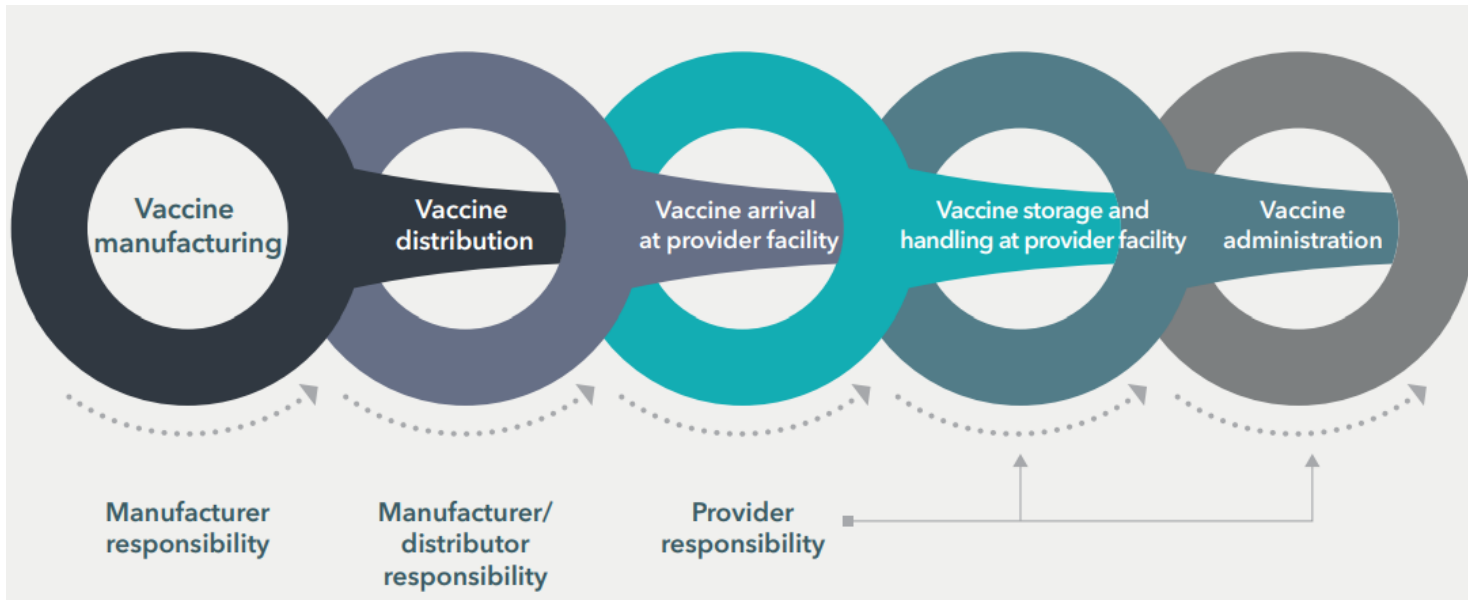 Vaccine
manufacturing
Vaccine
distribution
Vaccine arrival
at provider facility
Vaccine storage and
handling at provider facility
Vaccine
administration
Manufacturer
responsibility
Manufacturer/
distributor
responsibility
Provider
responsibility